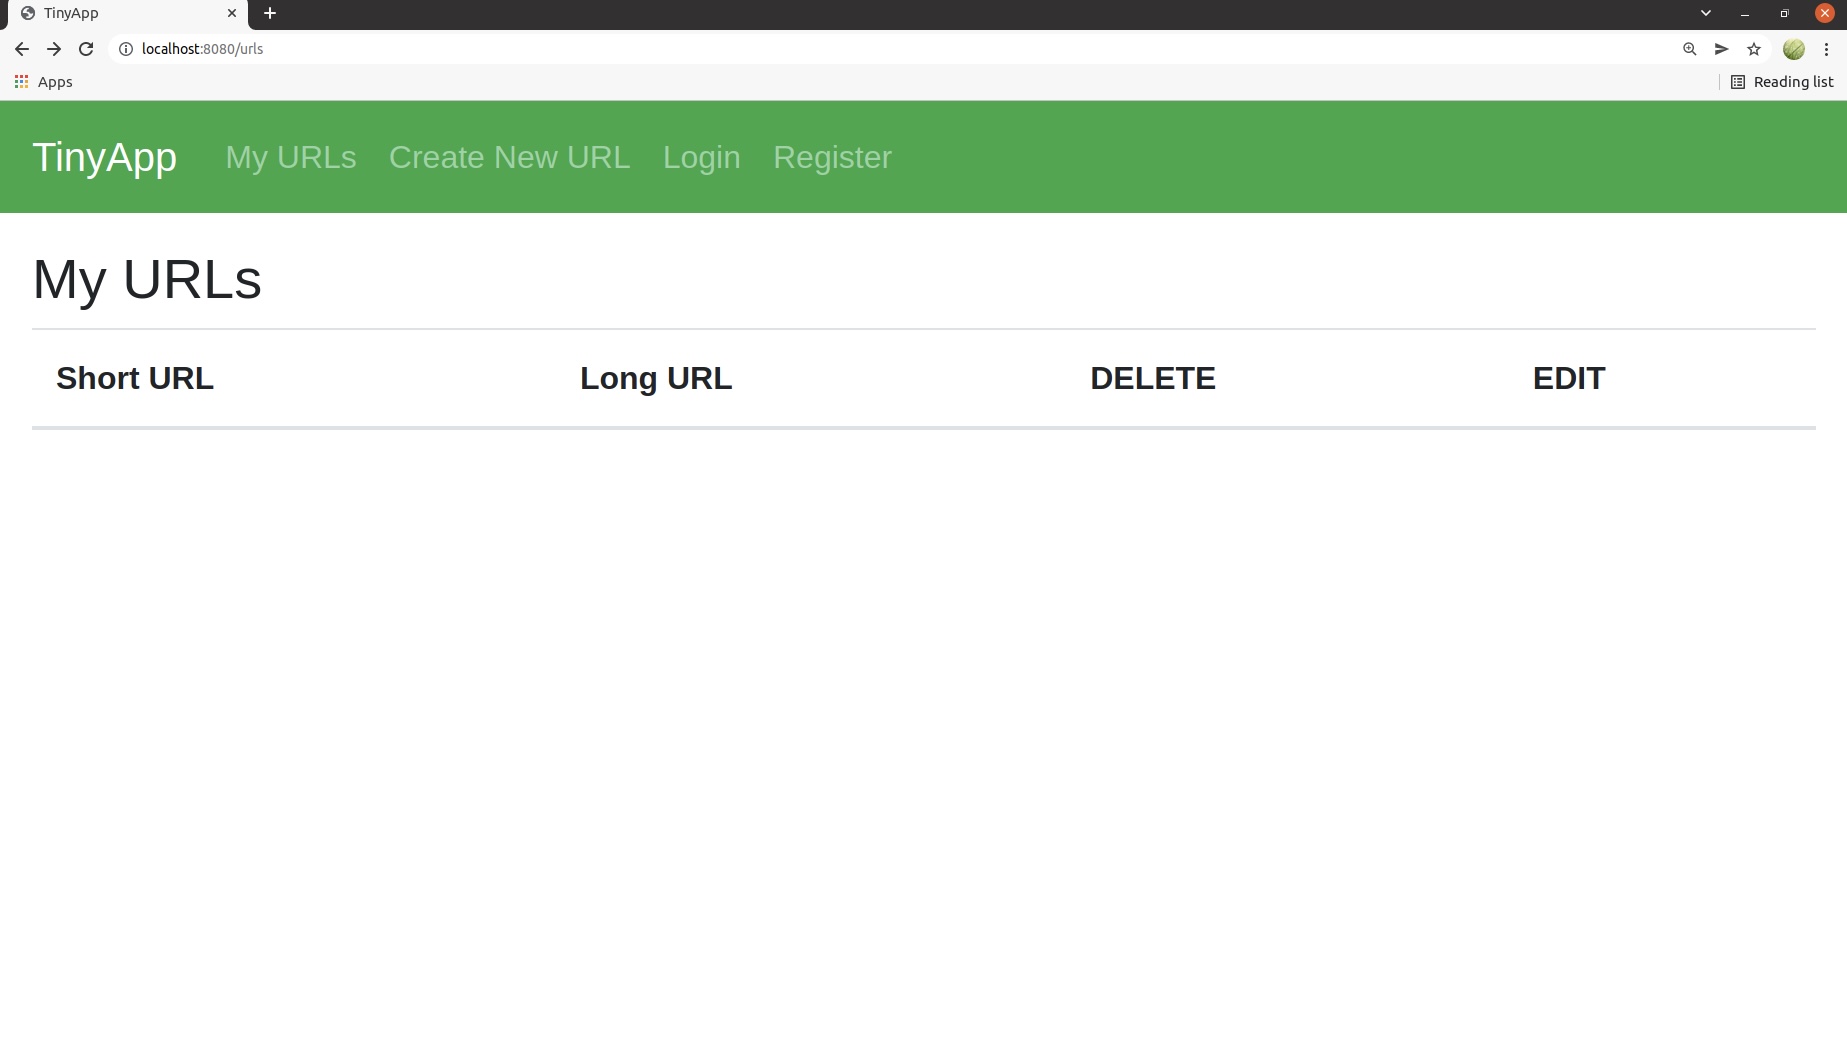 TinyApp
localhost:8080/urls
Apps
Reading list
TinyApp My URLs Create New URL Login Register
My URLs
Short URL Long URL DELETE EDIT